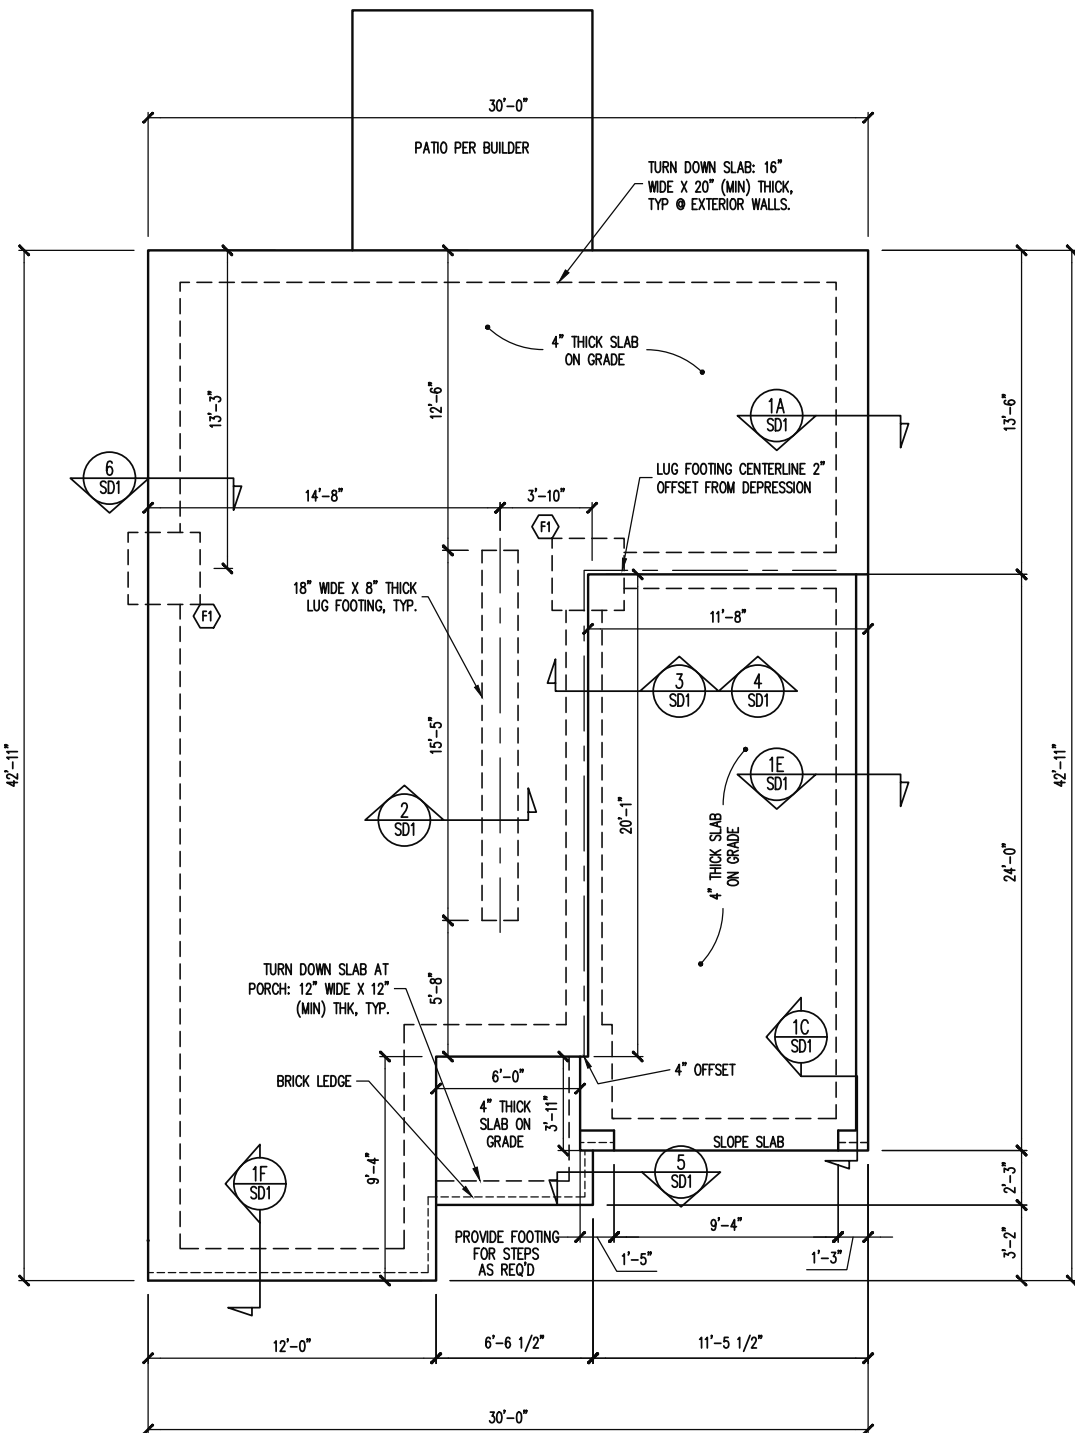 30'-0"
PATIO PER BUILDER
TURN DOWN SLAB: 16"
WIDE X 20" (MIN) THICK,
TYP @ EXTERIOR WALLS.
4" THICK SLAB
ON GRADE
13'-3"
12'-6"
13'-6"
1A
SD1
6
SD1
LUG FOOTING CENTERLINE 2"
OFFSET FROM DEPRESSION
14'-8"
3'-10"
F1
18" WIDE X 8" THICK
LUG FOOTING, TYP.
F1
11'-8"
3
SD1
4
SD1
15'-5"
42'-11"
42'-11"
1E
SD1
2
SD1
20'-1"
4" THICK SLAB
ON GRADE
24'-0"
TURN DOWN SLAB AT
PORCH: 12" WIDE X 12"
(MIN) THK, TYP.
5'-8"
1C
SD1
BRICK LEDGE
6'-0"
4" OFFSET
4" THICK
SLAB ON
GRADE
3'-11"
SLOPE SLAB
9'-4"
1F
SD1
5
SD1
2'-3"
PROVIDE FOOTING
FOR STEPS
AS REQ'D
9'-4"
1'-5"
1'-3"
3'-2"
12'-0"
6'-6 1/2"
11'-5 1/2"
30'-0"